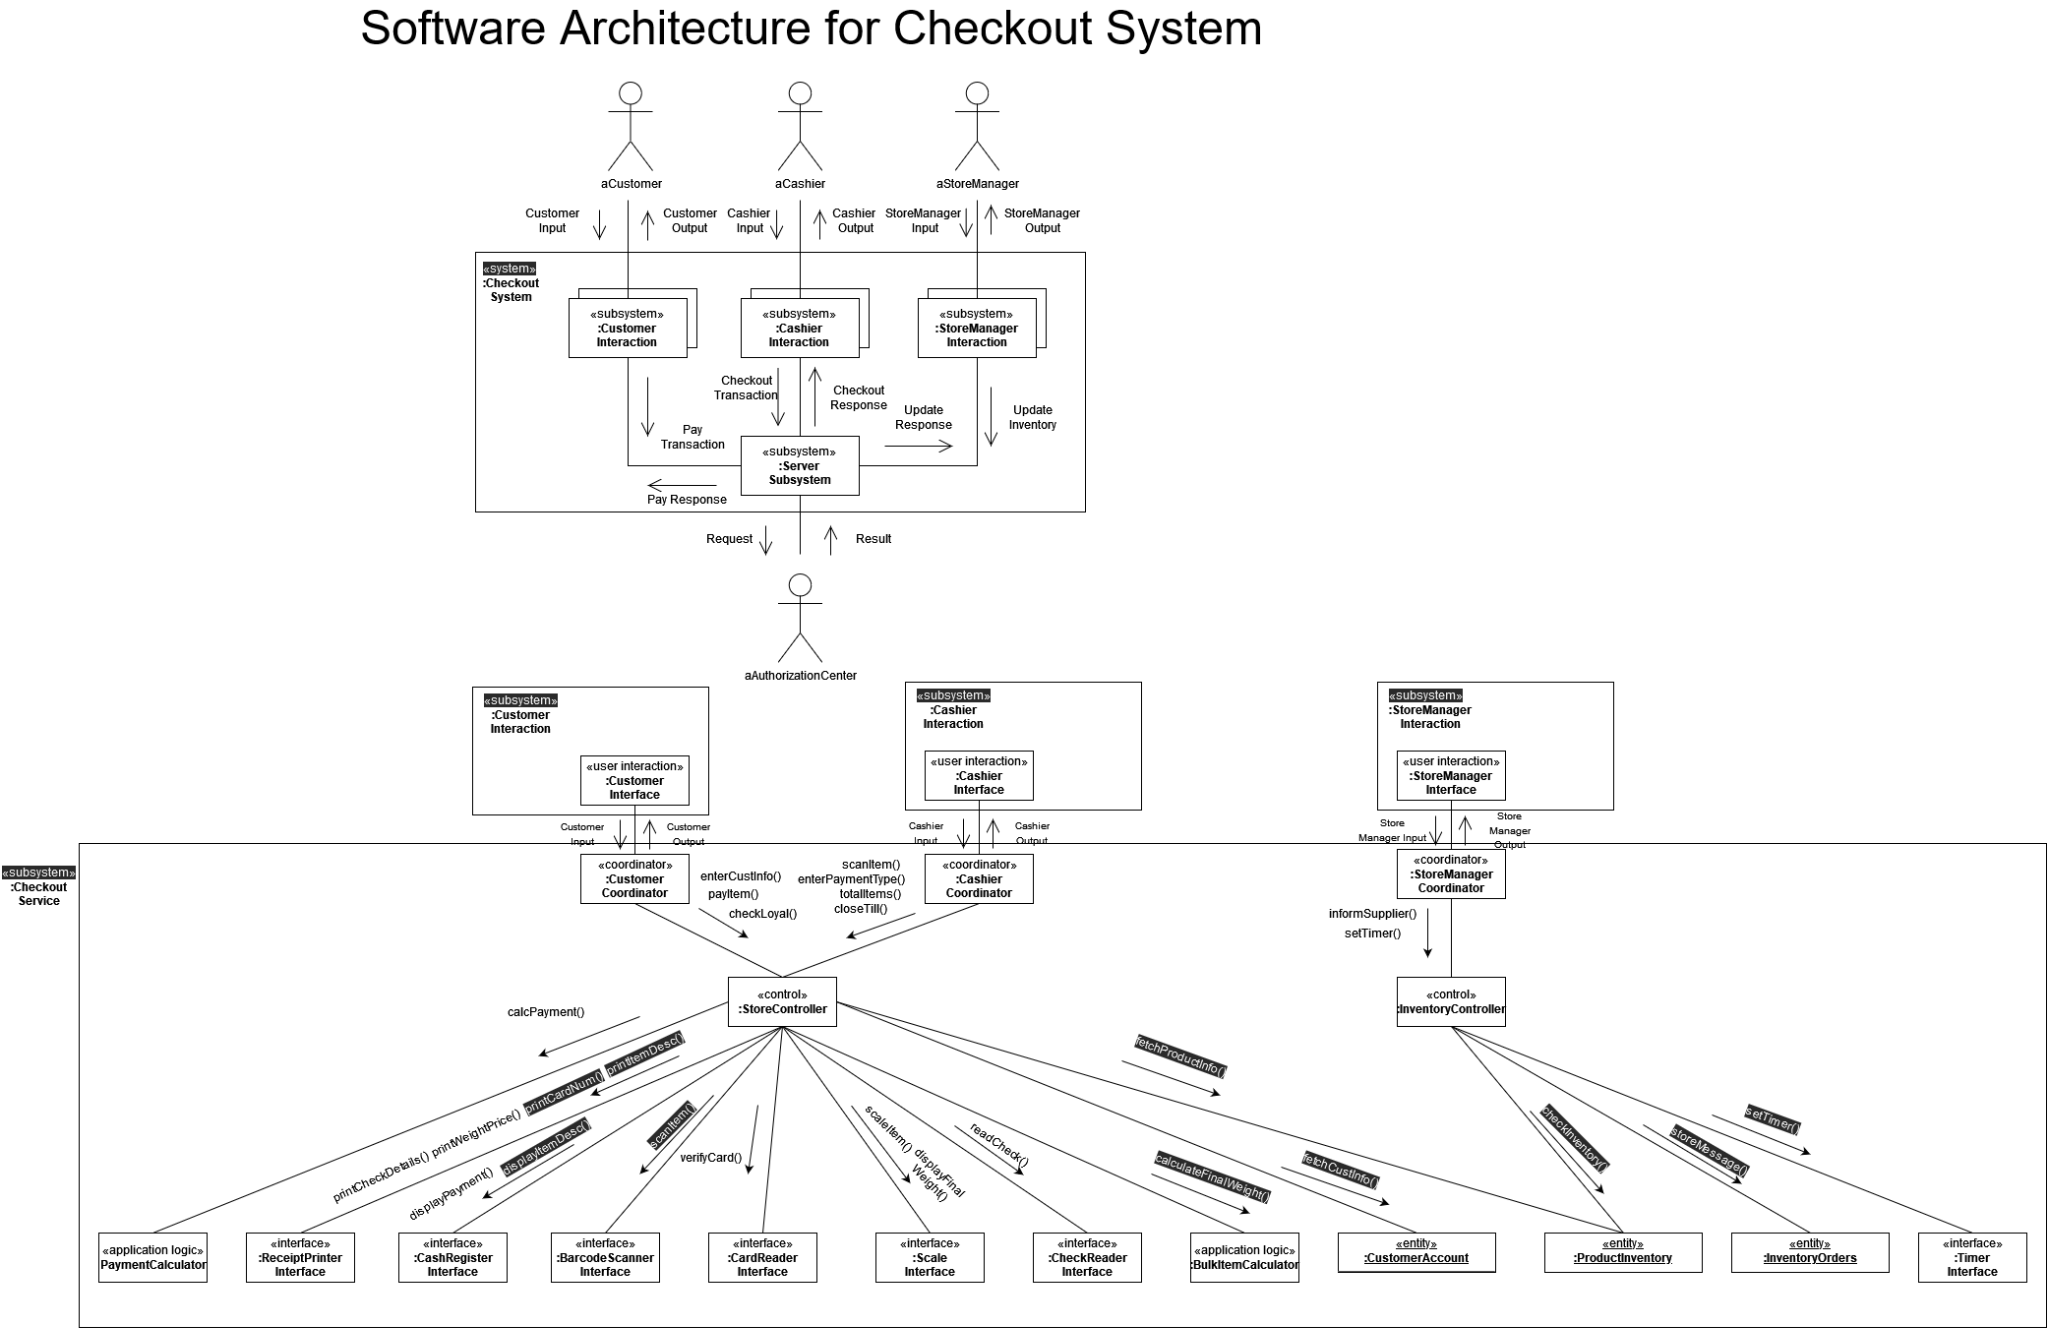 Software Architecture for Checkout System
aCustomer
aCashier
aStoreManager
Customer
Input
Customer
Output
Cashier
Input
Cashier
Output
StoreManager
Input
StoreManager
Output
«system»
:Checkout
System
«subsystem»
:Customer
Interaction
«subsystem»
:Cashier
Interaction
«subsystem»
:StoreManager
Interaction
Checkout
Transaction
Checkout
Response
Update
Response
Update
Inventory
Pay
Transaction
«subsystem»
:Server
Subsystem
Pay Response
Request
Result
aAuthorizationCenter
«subsystem»
:Customer
Interaction
«user interaction»
:Customer
Interface
«subsystem»
:Cashier
Interaction
«user interaction»
:Cashier
Interface
«subsystem»
:StoreManager
Interaction
«user interaction»
:StoreManager
Interface
Customer
Input
Customer
Output
Cashier
Input
Cashier
Output
Store
Manager Input
Store
Manager
Output
«subsystem»
:Checkout
Service
«coordinator»
:Customer
Coordinator
enterCustInfo()
payItem()
checkLoyal()
scanItem()
enterPaymentType()
totalItems()
closeTill()
«coordinator»
:Cashier
Coordinator
«coordinator»
:StoreManager
Coordinator
informSupplier()
setTimer()
«control»
:StoreController
«control»
:InventoryController
calcPayment()
printCheckDetails() printWeightPrice() printCardNum() printItemDesc()
displayPayment() displayItemDesc()
scanItem()
verifyCard()
scaleItem() displayFinal
Weight()
readCheck()
calculateFinalWeight()
fetchCustInfo()
fetchProductInfo()
checkInventory()
storeMessage()
setTimer()
«application logic»
PaymentCalculator
«interface»
:ReceiptPrinter
Interface
«interface»
:CashRegister
Interface
«interface»
:BarcodeScanner
Interface
«interface»
:CardReader
Interface
«interface»
:Scale
Interface
«interface»
:CheckReader
Interface
«application logic»
:BulkItemCalculator
«entity»
:CustomerAccount
«entity»
:ProductInventory
«entity»
:InventoryOrders
«interface»
:Timer
Interface